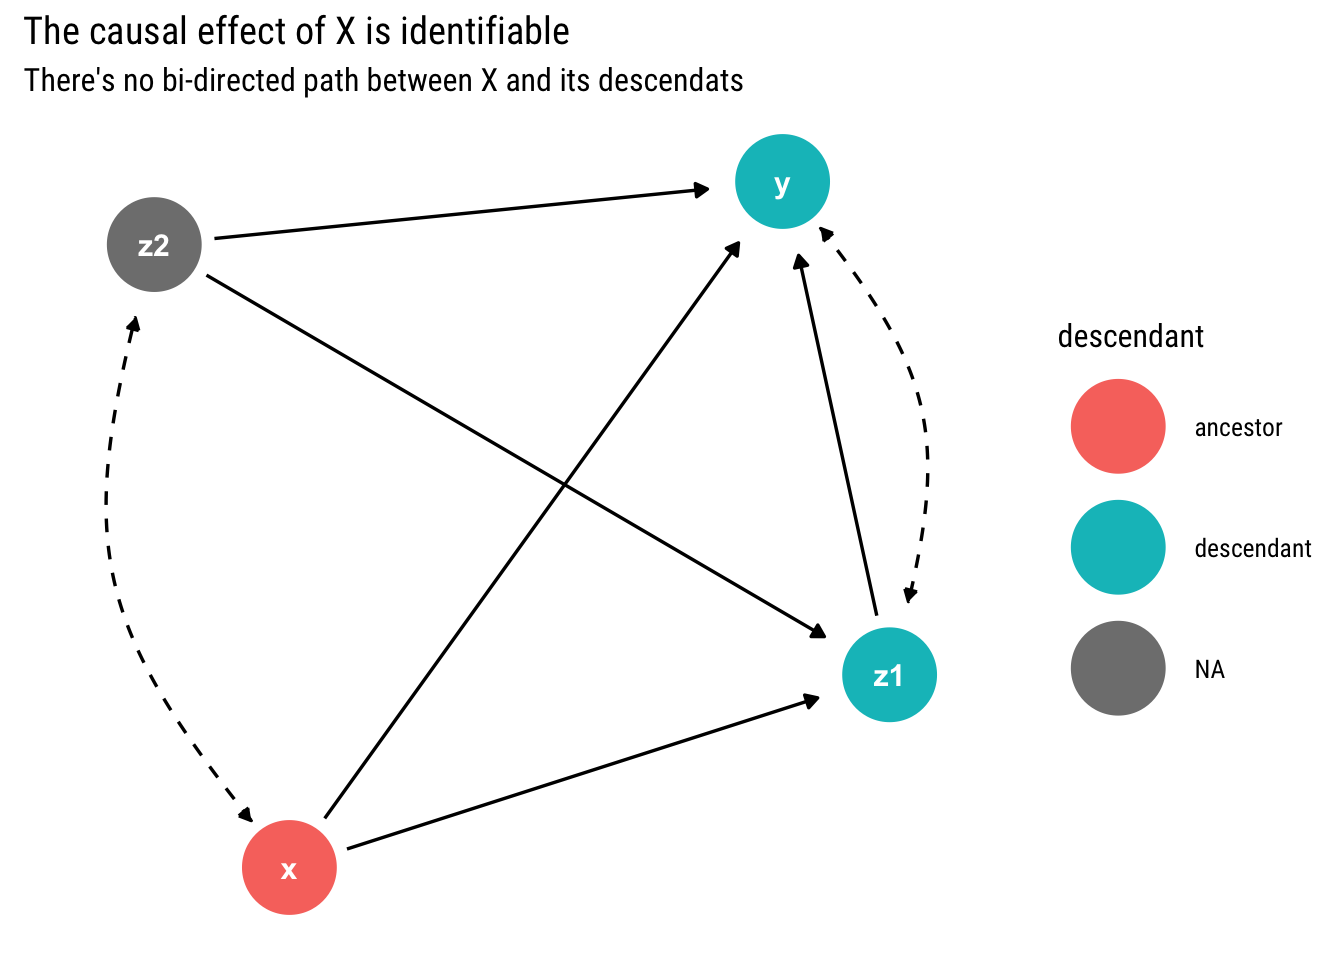 The causal effect of X is identifiable
There's no bi-directed path between X and its descendats
y
z2
z1
x
descendant
ancestor
descendant
NA